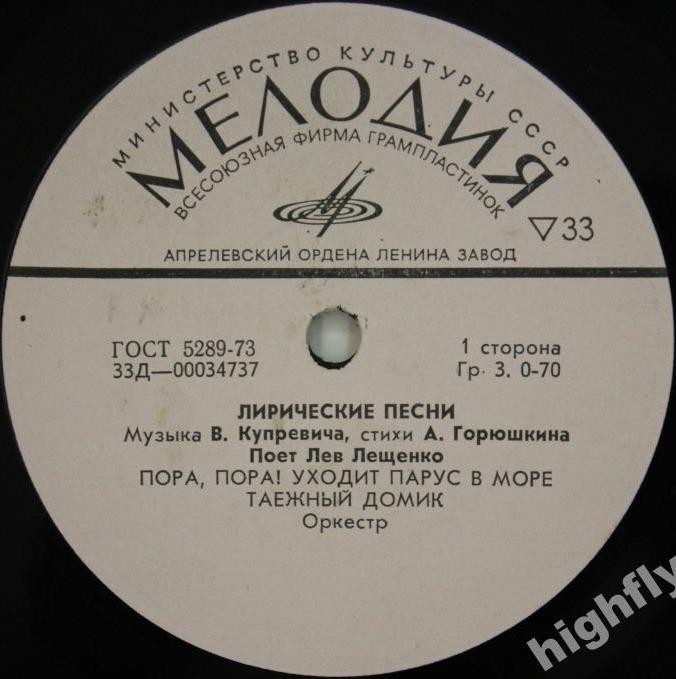 МИНИСТЕРСТВО КУЛЬТУРЫ СССР
МЕЛОДИЯ
ВСЕСОЮЗНАЯ ФИРМА ГРАМПЛАСТИНОК
▽33
АПРЕЛЕВСКИЙ ОРДЕНА ЛЕНИНА ЗАВОД
ГОСТ 5289-73
33Д—00034737
1 сторона
Гр. 3. 0-70
ЛИРИЧЕСКИЕ ПЕСНИ
Музыка В. Купревича, стихи А. Горюшкина
Поет Лев Лещенко
ПОРА, ПОРА! УХОДИТ ПАРУС В МОРЕ
ТАЕЖНЫЙ ДОМИК
Оркестр
highfly